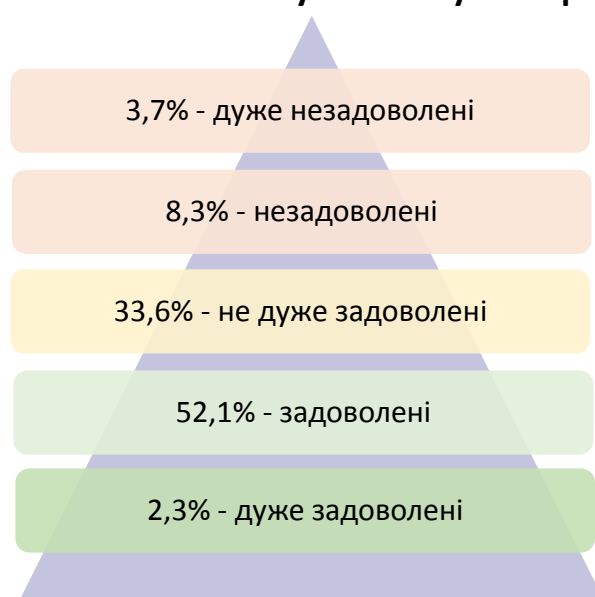 3,7% - дуже незадоволені
8,3% - незадоволені
33,6% - не дуже задоволені
52,1% - задоволені
2,3% - дуже задоволені